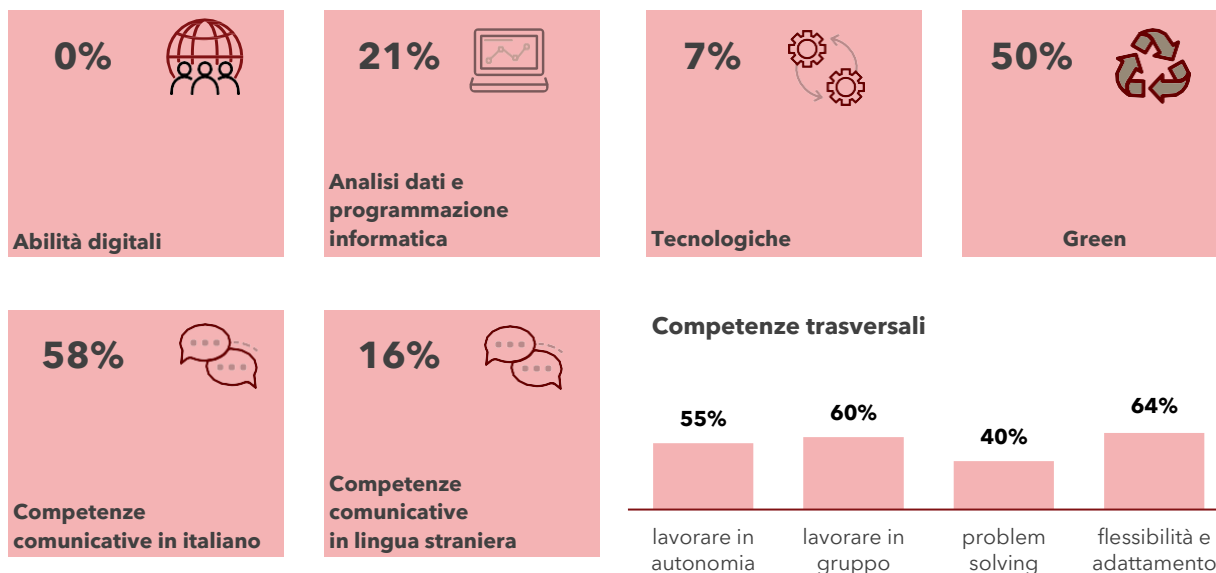 0%
Abilità digitali
21%
Analisi dati e
programmazione
informatica
7%
Tecnologiche
50%
Green
58%
Competenze
comunicative in italiano
16%
Competenze
comunicative
in lingua straniera
Competenze trasversali
55%
60%
40%
64%
lavorare in
autonomia
lavorare in
gruppo
problem
solving
flessibilità e
adattamento